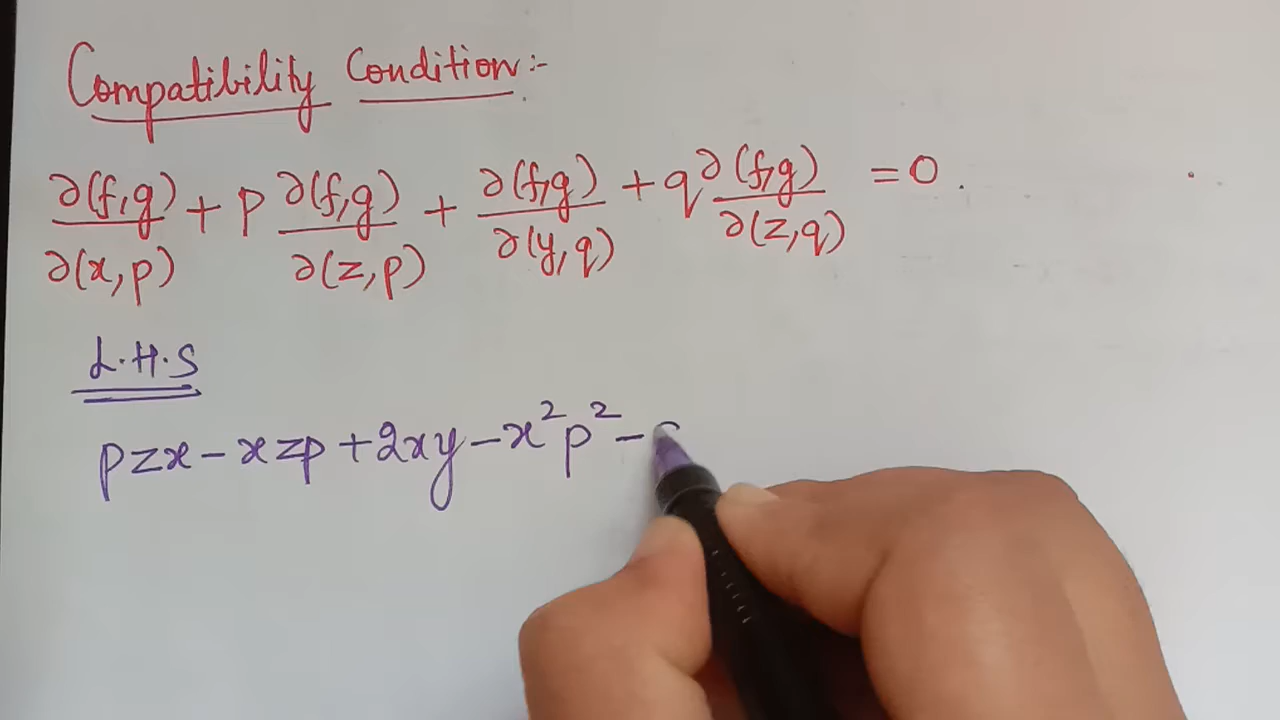 Compatibility Condition:-
∂(f,g)/∂(x,p) + p ∂(f,g)/∂(z,p) + ∂(f,g)/∂(y,q) + q ∂(f,g)/∂(z,q) = 0.
L.H.S
pzx - xzp + 2xy - x²p² -